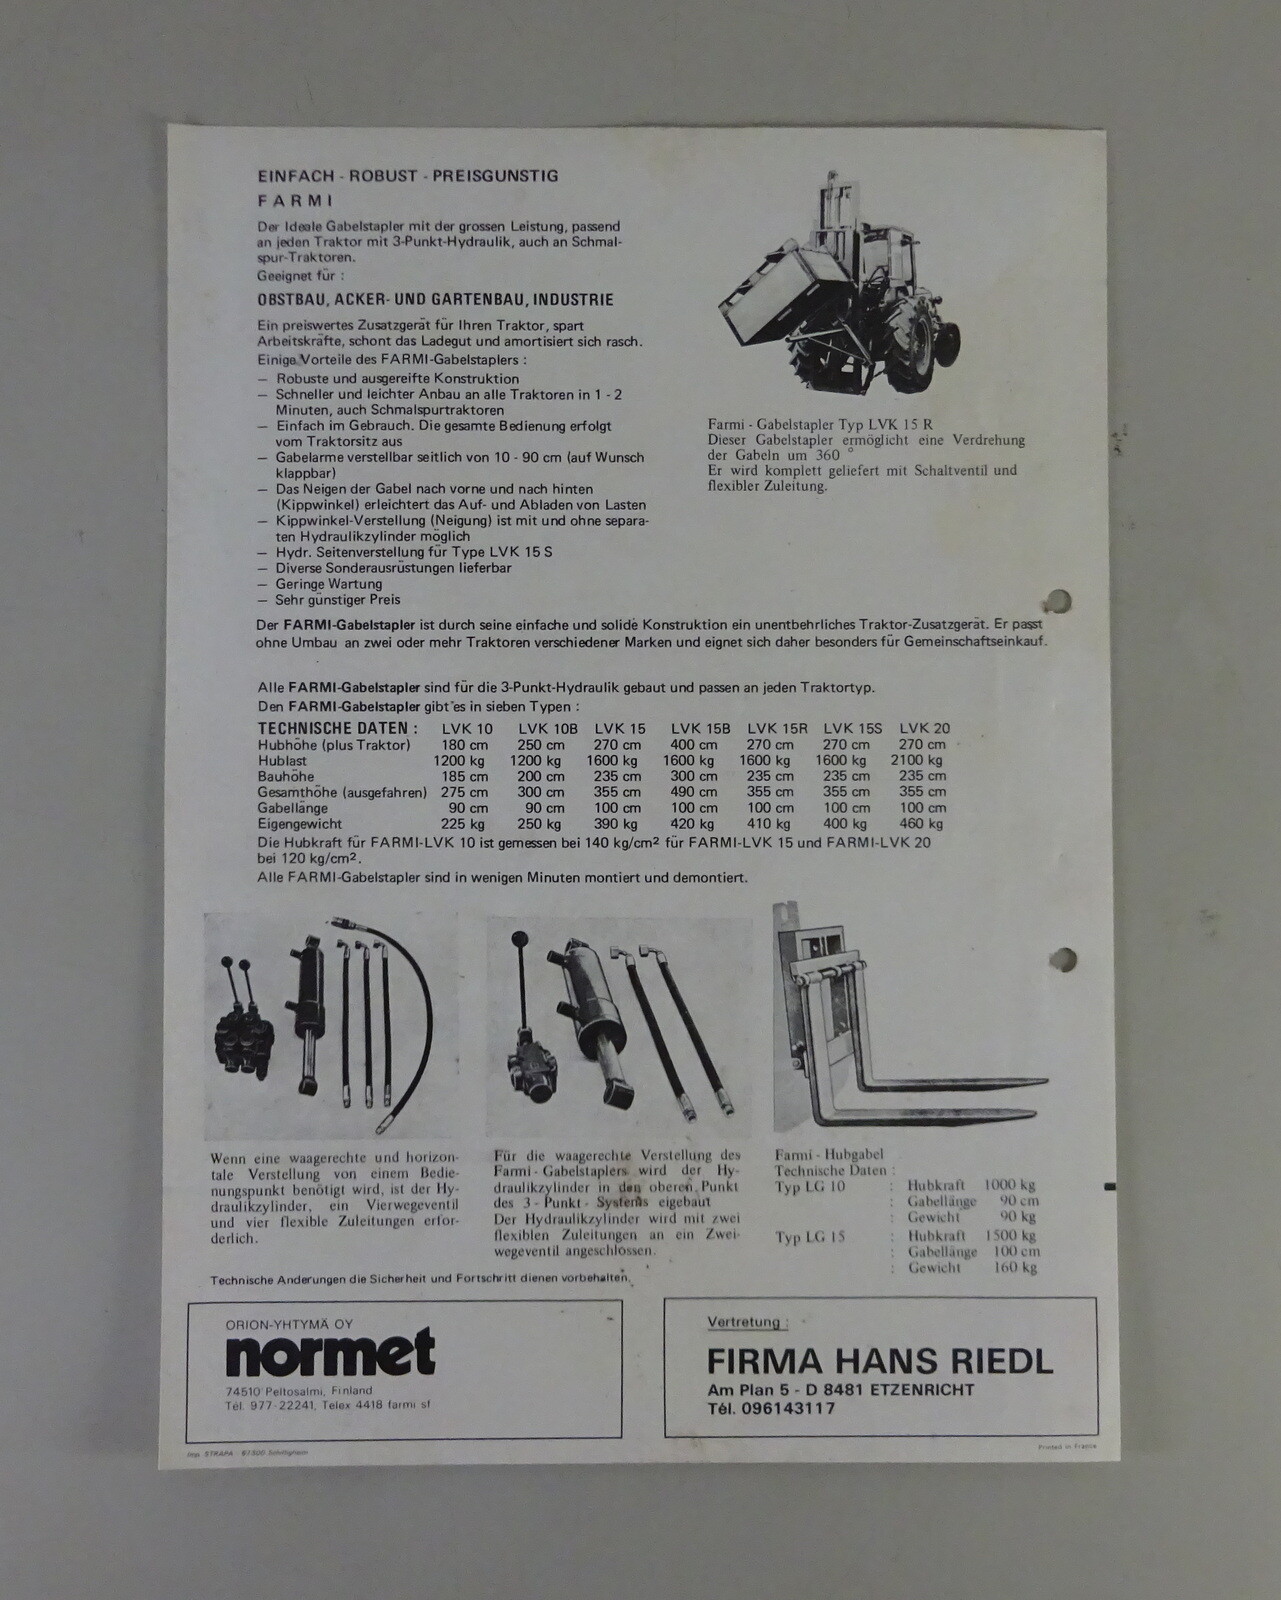 EINFACH - ROBUST - PREISGUNSTIG
FARMI
Der Ideale Gabelstapler mit der grossen Leistung, passend
an jeden Traktor mit 3-Punkt-Hydraulik, auch an Schmal-
spur-Traktoren.
Geeignet für :
OBSTBAU, ACKER- UND GARTENBAU, INDUSTRIE
Ein preiswertes Zusatzgerät für Ihren Traktor, spart
Arbeitskräfte, schont das Ladegut und amortisiert sich rasch.
Einige Vorteile des FARMI-Gabelstaplers :
— Robuste und ausgereifte Konstruktion
— Schneller und leichter Anbau an alle Traktoren in 1 - 2
Minuten, auch Schmalspurtraktoren
— Einfach im Gebrauch. Die gesamte Bedienung erfolgt
vom Traktorsitz aus
— Gabelarme verstellbar seitlich von 10 - 90 cm (auf Wunsch
klappbar)
— Das Neigen der Gabel nach vorne und nach hinten
(Kippwinkel) erleichtert das Auf- und Abladen von Lasten
— Kippwinkel-Verstellung (Neigung) ist mit und ohne separa-
ten Hydraulikzylinder möglich
— Hydr. Seitenverstellung für Type LVK 15 S
— Diverse Sonderausrüstungen lieferbar
— Geringe Wartung
— Sehr günstiger Preis
Farmi - Gabelstapler Typ LVK 15 R
Dieser Gabelstapler ermöglicht eine Verdrehung
der Gabeln um 360 °
Er wird komplett geliefert mit Schaltventil und
flexibler Zuleitung.
Der FARMI-Gabelstapler ist durch seine einfache und solide Konstruktion ein unentbehrliches Traktor-Zusatzgerät. Er passt
ohne Umbau an zwei oder mehr Traktoren verschiedener Marken und eignet sich daher besonders für Gemeinschaftseinkauf.
Alle FARMI-Gabelstapler sind für die 3-Punkt-Hydraulik gebaut und passen an jeden Traktortyp.
Den FARMI-Gabelstapler gibt es in sieben Typen :
TECHNISCHE DATEN : LVK 10 LVK 10B LVK 15 LVK 15B LVK 15R LVK 15S LVK 20
Hubhöhe (plus Traktor) 180 cm 250 cm 270 cm 400 cm 270 cm 270 cm 270 cm
Hublast 1200 kg 1200 kg 1600 kg 1600 kg 1600 kg 1600 kg 2100 kg
Bauhöhe 185 cm 200 cm 235 cm 300 cm 235 cm 235 cm 235 cm
Gesamthöhe (ausgefahren) 275 cm 300 cm 355 cm 490 cm 355 cm 355 cm 355 cm
Gabellänge 90 cm 90 cm 100 cm 100 cm 100 cm 100 cm 100 cm
Eigengewicht 225 kg 250 kg 390 kg 420 kg 410 kg 400 kg 460 kg
Die Hubkraft für FARMI-LVK 10 ist gemessen bei 140 kg/cm² für FARMI-LVK 15 und FARMI-LVK 20
bei 120 kg/cm².
Alle FARMI-Gabelstapler sind in wenigen Minuten montiert und demontiert.
Wenn eine waagerechte und horizon-
tale Verstellung von einem Bedie-
nungspunkt benötigt wird, ist der Hy-
draulikzylinder, ein Vierwegeventil
und vier flexible Zuleitungen erfor-
derlich.
Für die waagerechte Verstellung des
Farmi - Gabelstaplers wird der Hy-
draulikzylinder in den oberen Punkt
des 3 - Punkt - Systems eigebaut
Der Hydraulikzylinder wird mit zwei
flexiblen Zuleitungen an ein Zwei-
wegeventil angeschlossen.
Farmi - Hubgabel
Technische Daten :
Typ LG 10 : Hubkraft 1000 kg
: Gabellänge 90 cm
: Gewicht 90 kg
Typ LG 15 : Hubkraft 1500 kg
: Gabellänge 100 cm
: Gewicht 160 kg
Technische Anderungen die Sicherheit und Fortschritt dienen vorbehalten.
ORION-YHTYMÄ OY
normet
74510 Peltosalmi, Finland
Tél. 977-22241, Telex 4418 farmi sf
Vertretung :
FIRMA HANS RIEDL
Am Plan 5 - D 8481 ETZENRICHT
Tél. 096143117
Imp. STRAPA - 67300 Schiltigheim
Printed in France